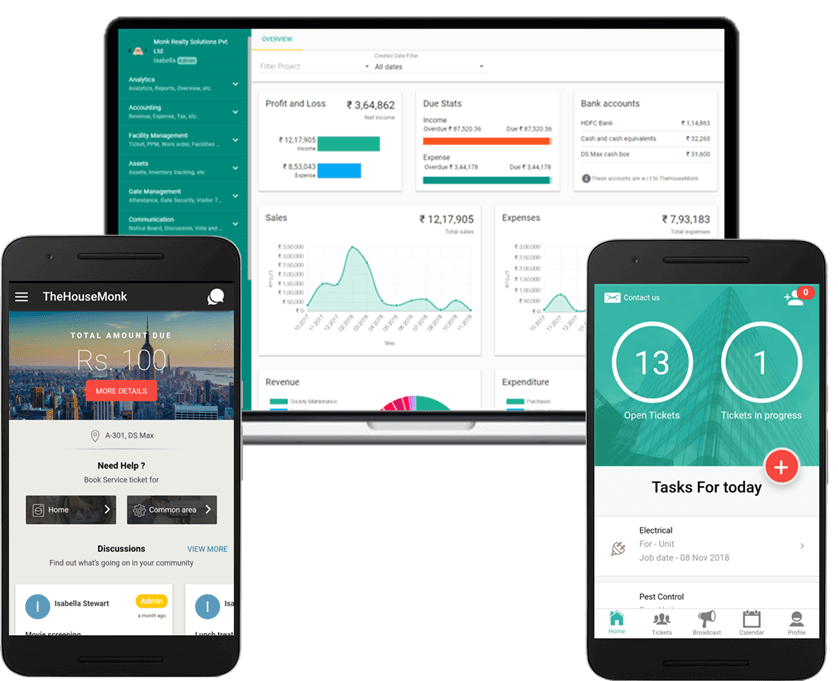 Monk Realty Solutions Pvt
Ltd
Isabella Admin
Analytics
Analytics, Reports, Overview, etc.
Accounting
Revenue, Expense, Tax, etc.
Facility Management
Ticket, PPM, Work order, Facilities ..
Assets
Assets, Inventory tracking, etc
Gate Management
Attendance, Gate Security, Visitor T ..
Communication
Notice Board, Discussion, Vote and ..
OVERVIEW
Filter Project
Created Date Filter
All dates
Profit and Loss
₹ 3,64,862
Net income
₹ 12,17,905
Income
₹ 8,53,043
Expense
Due Stats
Income
Overdue ₹ 87,520.36 Due ₹ 87,520.36
Expense
Overdue ₹ 3,44,178 Due ₹ 3,44,178
Bank accounts
HDFC Bank ₹ 1,14,863
Cash and cash equivalents ₹ 32,260
DS Max cash box ₹ 31,600
These accounts are w.r.t to TheHouseMonk.
Sales
₹ 12,17,905
Total sales
₹ 3,50,000
₹ 3,00,000
₹ 2,50,000
₹ 2,00,000
₹ 1,50,000
₹ 1,00,000
₹ 50,000
₹ 0
Amount
10 2017
11 2017
12 2017
01 2018
02 2018
03 2018
04 2018
05 2018
06 2018
07 2018
08 2018
09 2018
10 2018
11 2018
Expenses
₹ 7,93,183
Total expenses
₹ 3,00,000
₹ 2,50,000
₹ 2,00,000
₹ 1,50,000
₹ 1,00,000
₹ 50,000
₹ 0
Amount
10 2017
11 2017
12 2017
Revenue
Society Maintenance
Expenditure
Purchases
TheHouseMonk
TOTAL AMOUNT DUE
Rs. 100
MORE DETAILS
A-301, DS Max
Need Help ?
Book Service ticket for
Home
Common area
Discussions
VIEW MORE
Find out what's going on in your community
I
Isabella Stewart
Admin
a month ago
Movie screening
I
Isa
Lunch treat
Contact us
0
13
Open Tickets
1
Tickets in progress
+
Tasks For today
Electrical
For - Unit
Job date - 08 Nov 2018
Pest Control
Home
Tickets
Broadcast
Calendar
Profile